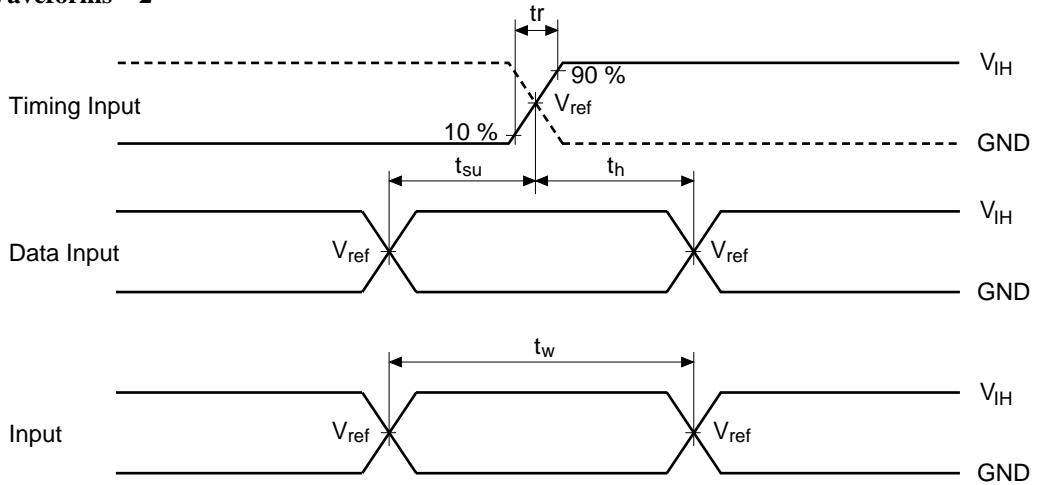 Waveforms – 2
tr
V_IH
90 %
Timing Input
V_ref
10 %
GND
t_su
t_h
V_IH
Data Input
V_ref
V_ref
GND
t_w
V_IH
Input
V_ref
V_ref
GND